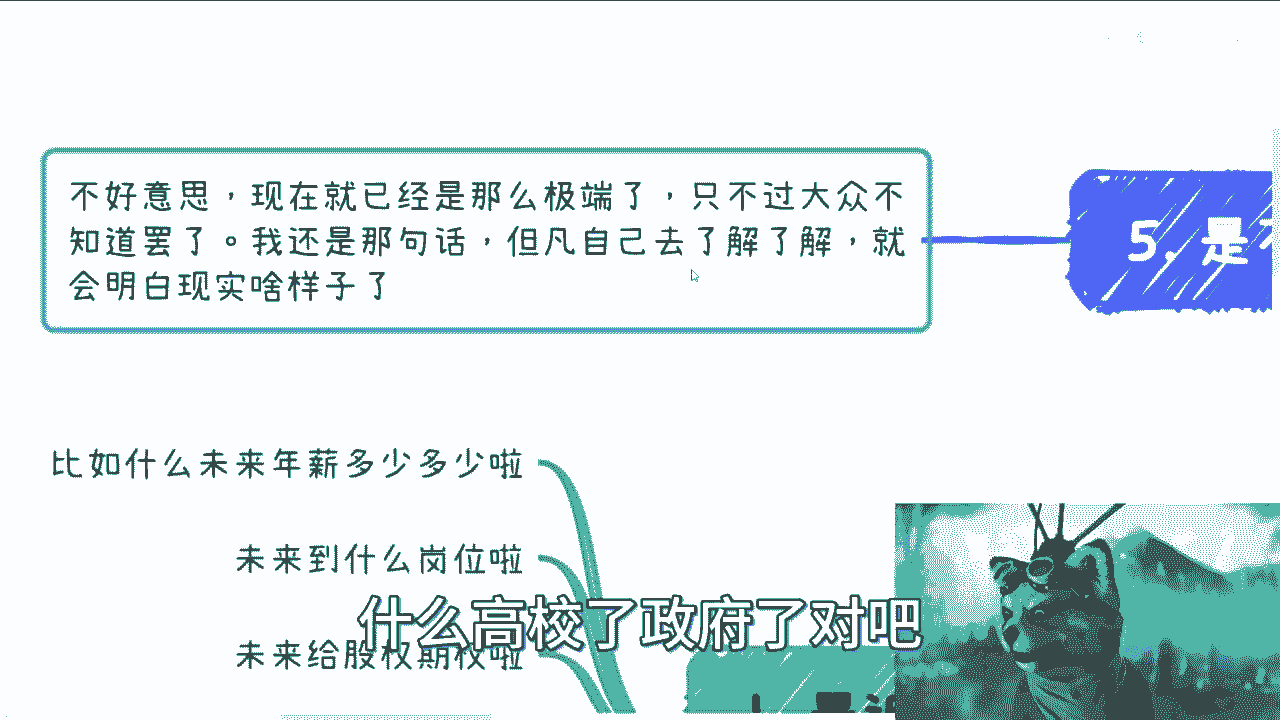 不好意思，现在就已经是那么极端了，只不过大众不
知道罢了。我还是那句话，但凡自己去了解了解，就
会明白现实啥样子了
5. 是
比如什么未来年薪多少多少啦
未来到什么岗位啦
未来给股权期权啦
什么高校了政府了对吧